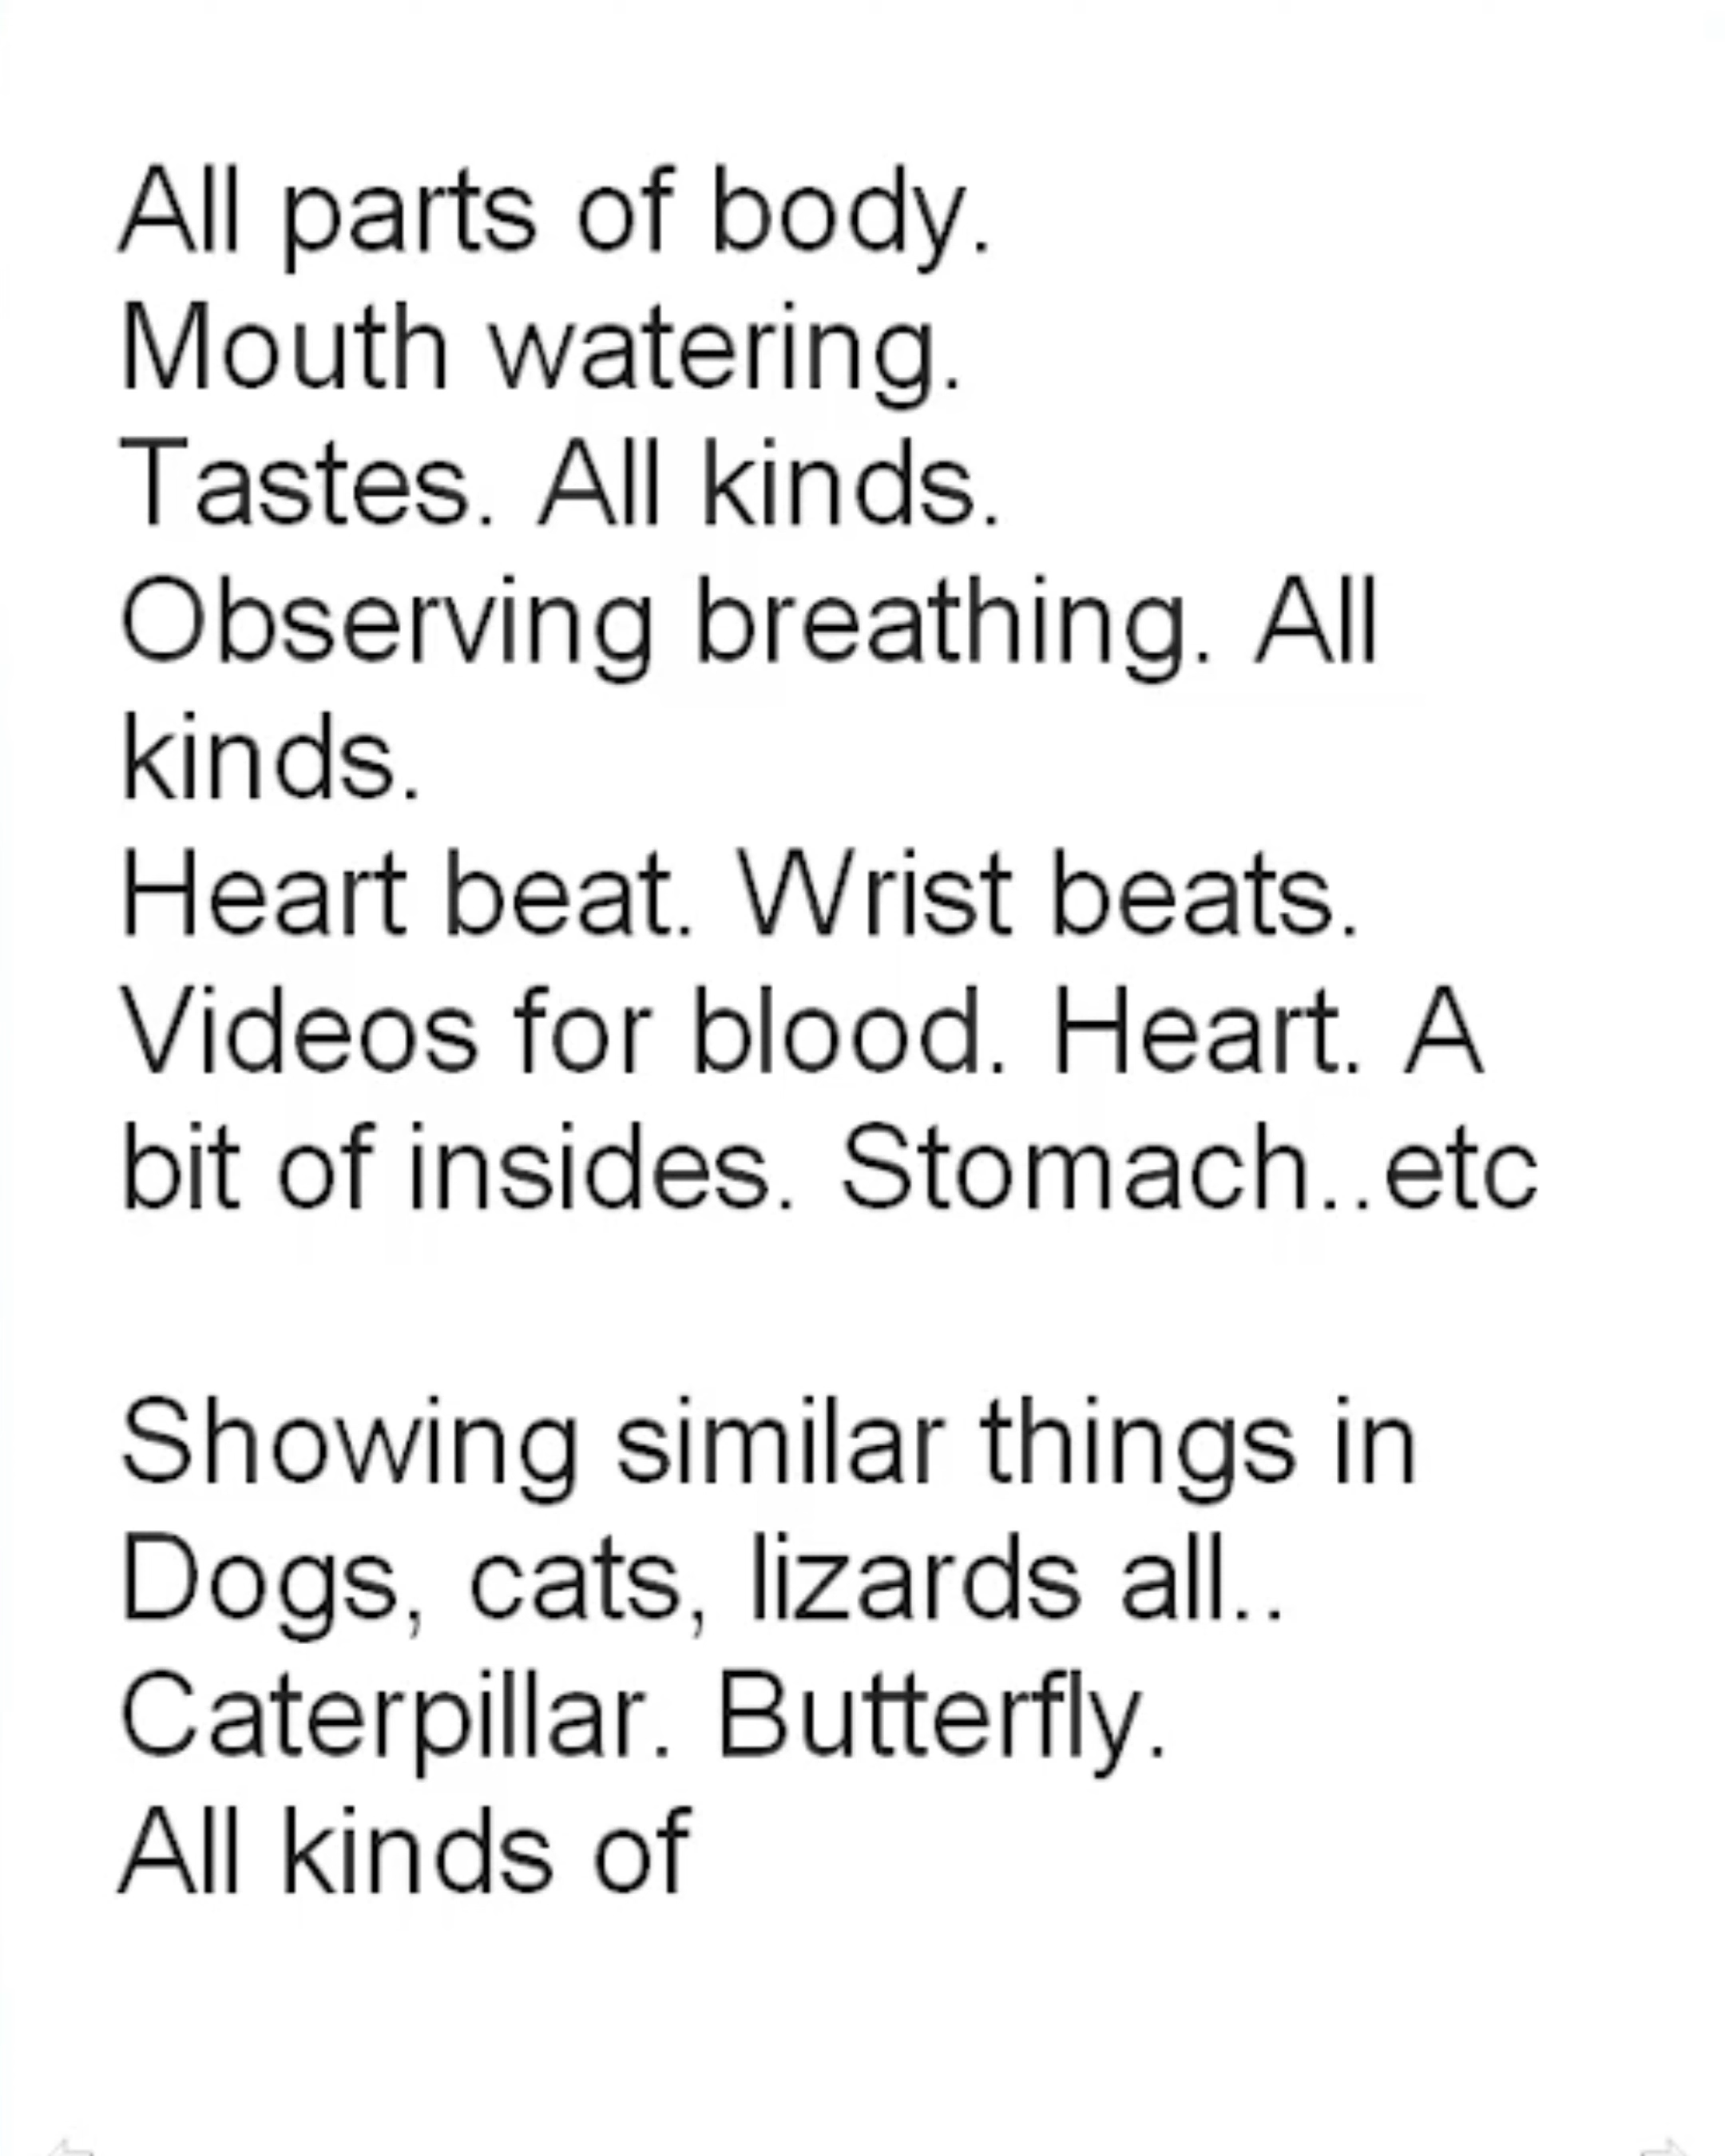 All parts of body.
Mouth watering.
Tastes. All kinds.
Observing breathing. All
kinds.
Heart beat. Wrist beats.
Videos for blood. Heart. A
bit of insides. Stomach..etc
Showing similar things in
Dogs, cats, lizards all..
Caterpillar. Butterfly.
All kinds of